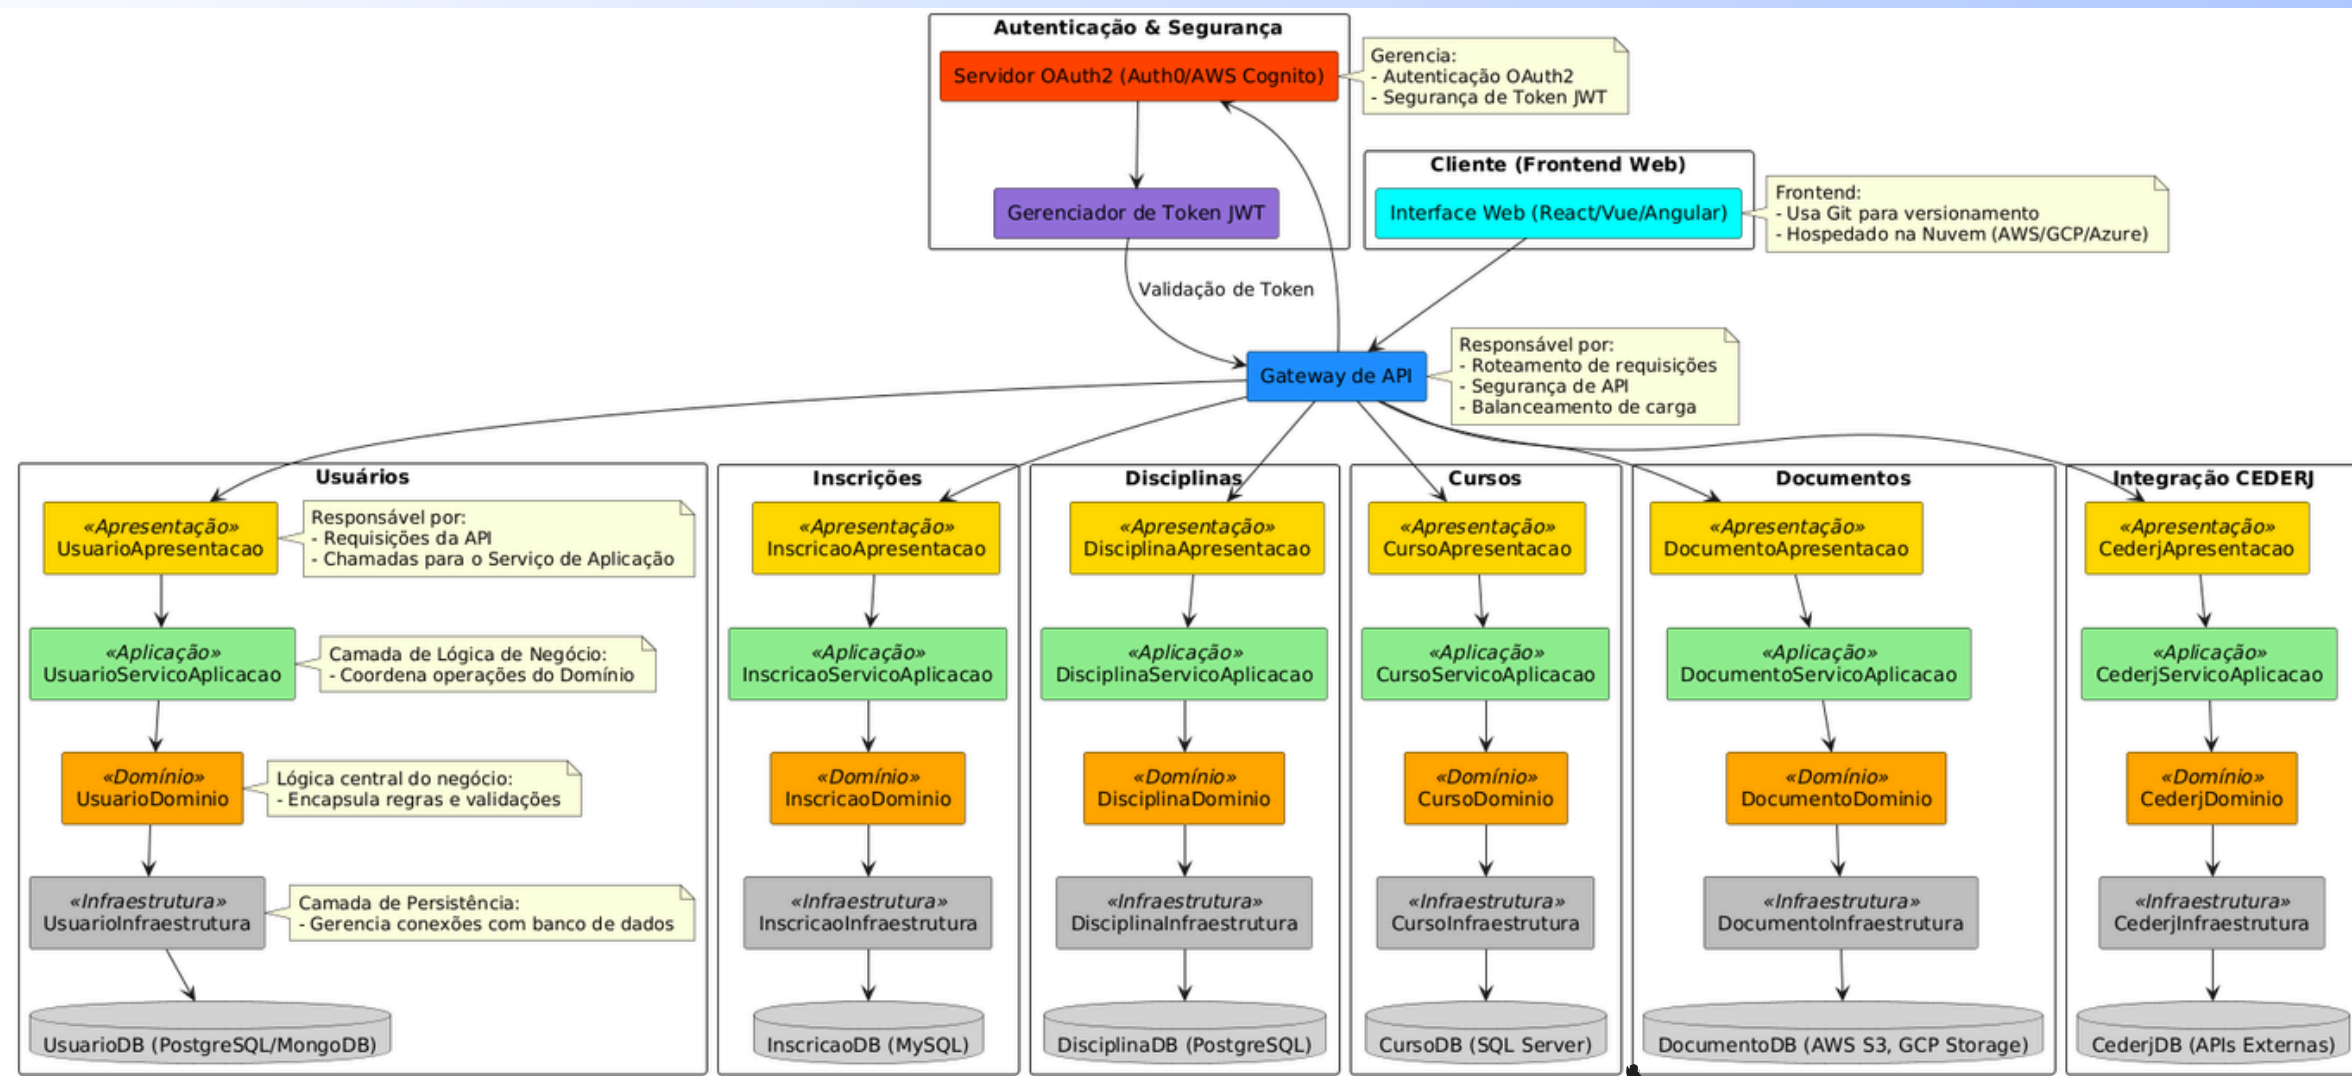 Autenticação & Segurança
Servidor OAuth2 (Auth0/AWS Cognito)
Gerencia:
- Autenticação OAuth2
- Segurança de Token JWT
Gerenciador de Token JWT
Cliente (Frontend Web)
Interface Web (React/Vue/Angular)
Frontend:
- Usa Git para versionamento
- Hospedado na Nuvem (AWS/GCP/Azure)
Validação de Token
Gateway de API
Responsável por:
- Roteamento de requisições
- Segurança de API
- Balanceamento de carga
Usuários
«Apresentação»
UsuarioApresentacao
Responsável por:
- Requisições da API
- Chamadas para o Serviço de Aplicação
«Aplicação»
UsuarioServicoAplicacao
Camada de Lógica de Negócio:
- Coordena operações do Domínio
«Domínio»
UsuarioDominio
Lógica central do negócio:
- Encapsula regras e validações
«Infraestrutura»
UsuarioInfraestrutura
Camada de Persistência:
- Gerencia conexões com banco de dados
UsuarioDB (PostgreSQL/MongoDB)
Inscrições
«Apresentação»
InscricaoApresentacao
«Aplicação»
InscricaoServicoAplicacao
«Domínio»
InscricaoDominio
«Infraestrutura»
InscricaoInfraestrutura
InscricaoDB (MySQL)
Disciplinas
«Apresentação»
DisciplinaApresentacao
«Aplicação»
DisciplinaServicoAplicacao
«Domínio»
DisciplinaDominio
«Infraestrutura»
DisciplinaInfraestrutura
DisciplinaDB (PostgreSQL)
Cursos
«Apresentação»
CursoApresentacao
«Aplicação»
CursoServicoAplicacao
«Domínio»
CursoDominio
«Infraestrutura»
CursoInfraestrutura
CursoDB (SQL Server)
Documentos
«Apresentação»
DocumentoApresentacao
«Aplicação»
DocumentoServicoAplicacao
«Domínio»
DocumentoDominio
«Infraestrutura»
DocumentoInfraestrutura
DocumentoDB (AWS S3, GCP Storage)
Integração CEDERJ
«Apresentação»
CederjApresentacao
«Aplicação»
CederjServicoAplicacao
«Domínio»
CederjDominio
«Infraestrutura»
CederjInfraestrutura
CederjDB (APIs Externas)